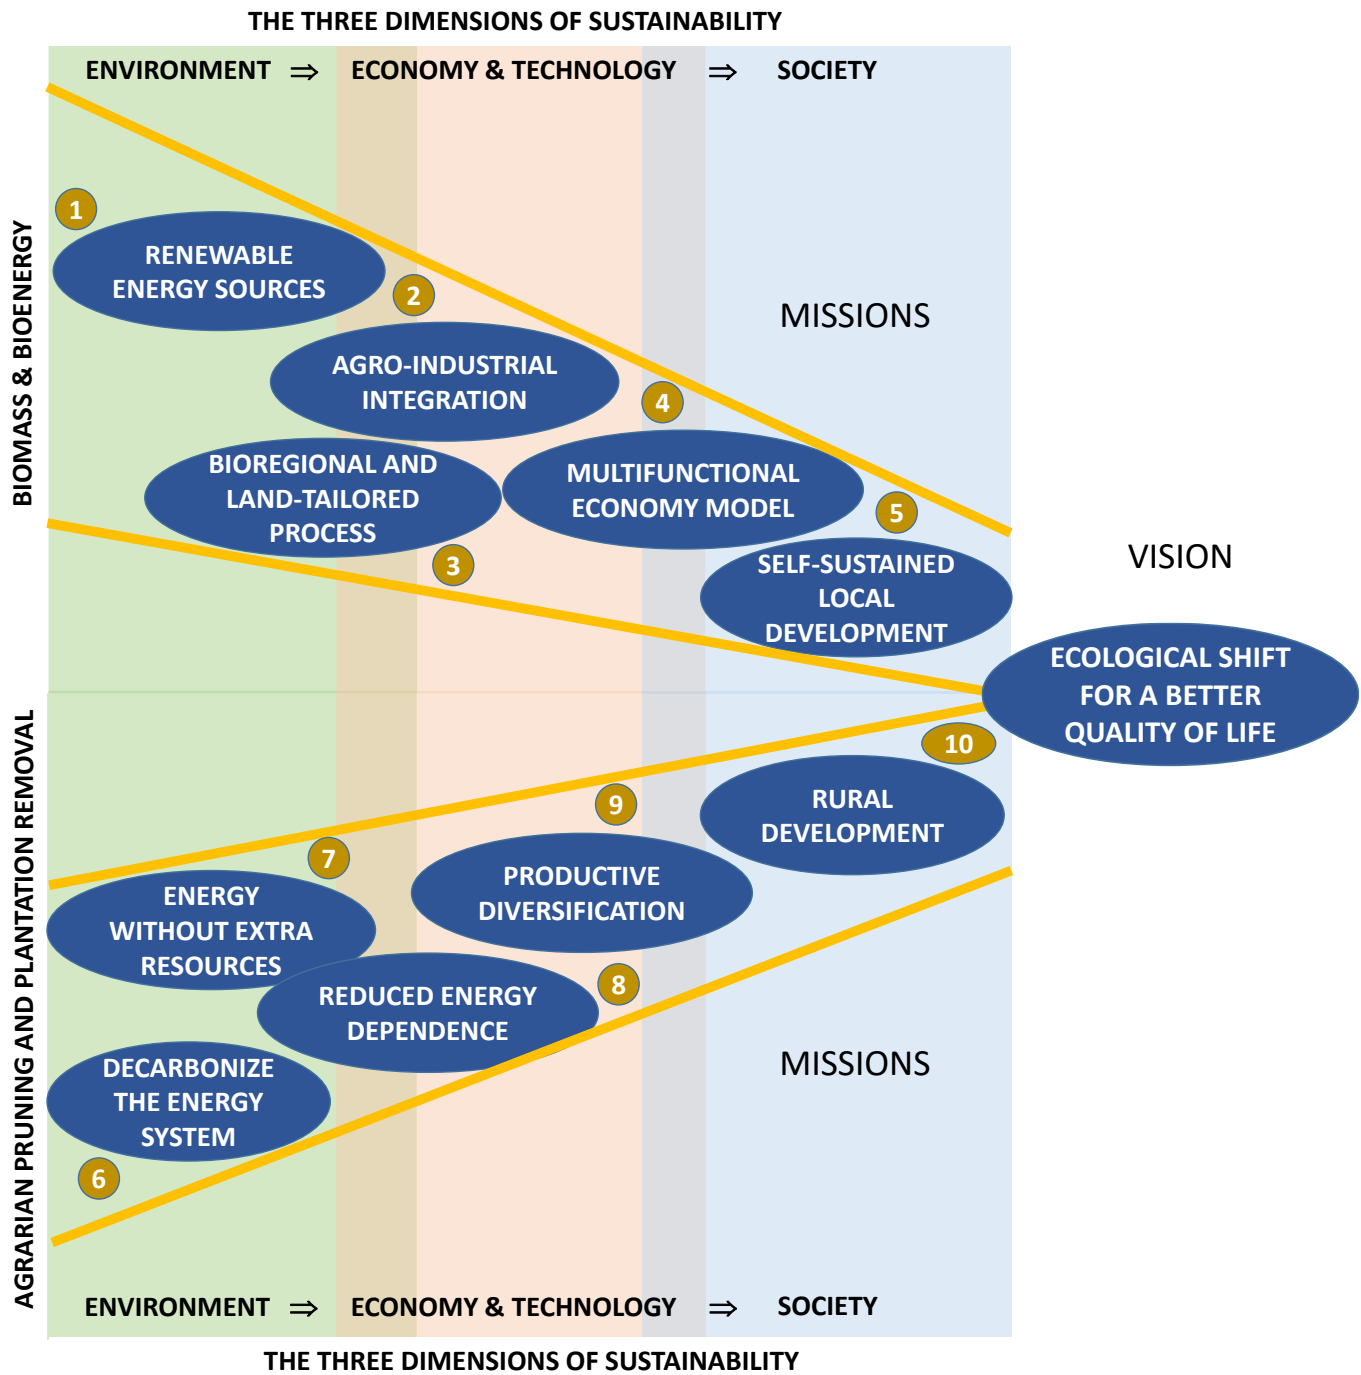 THE THREE DIMENSIONS OF SUSTAINABILITY
ENVIRONMENT ⇒ ECONOMY & TECHNOLOGY ⇒ SOCIETY
BIOMASS & BIOENERGY
1
RENEWABLE
ENERGY SOURCES
2
AGRO-INDUSTRIAL
INTEGRATION
MISSIONS
BIOREGIONAL AND
LAND-TAILORED
PROCESS
3
4
MULTIFUNCTIONAL
ECONOMY MODEL
5
SELF-SUSTAINED
LOCAL
DEVELOPMENT
VISION
ECOLOGICAL SHIFT
FOR A BETTER
QUALITY OF LIFE
AGRARIAN PRUNING AND PLANTATION REMOVAL
10
RURAL
DEVELOPMENT
9
PRODUCTIVE
DIVERSIFICATION
7
ENERGY
WITHOUT EXTRA
RESOURCES
8
REDUCED ENERGY
DEPENDENCE
DECARBONIZE
THE ENERGY
SYSTEM
6
MISSIONS
ENVIRONMENT ⇒ ECONOMY & TECHNOLOGY ⇒ SOCIETY
THE THREE DIMENSIONS OF SUSTAINABILITY